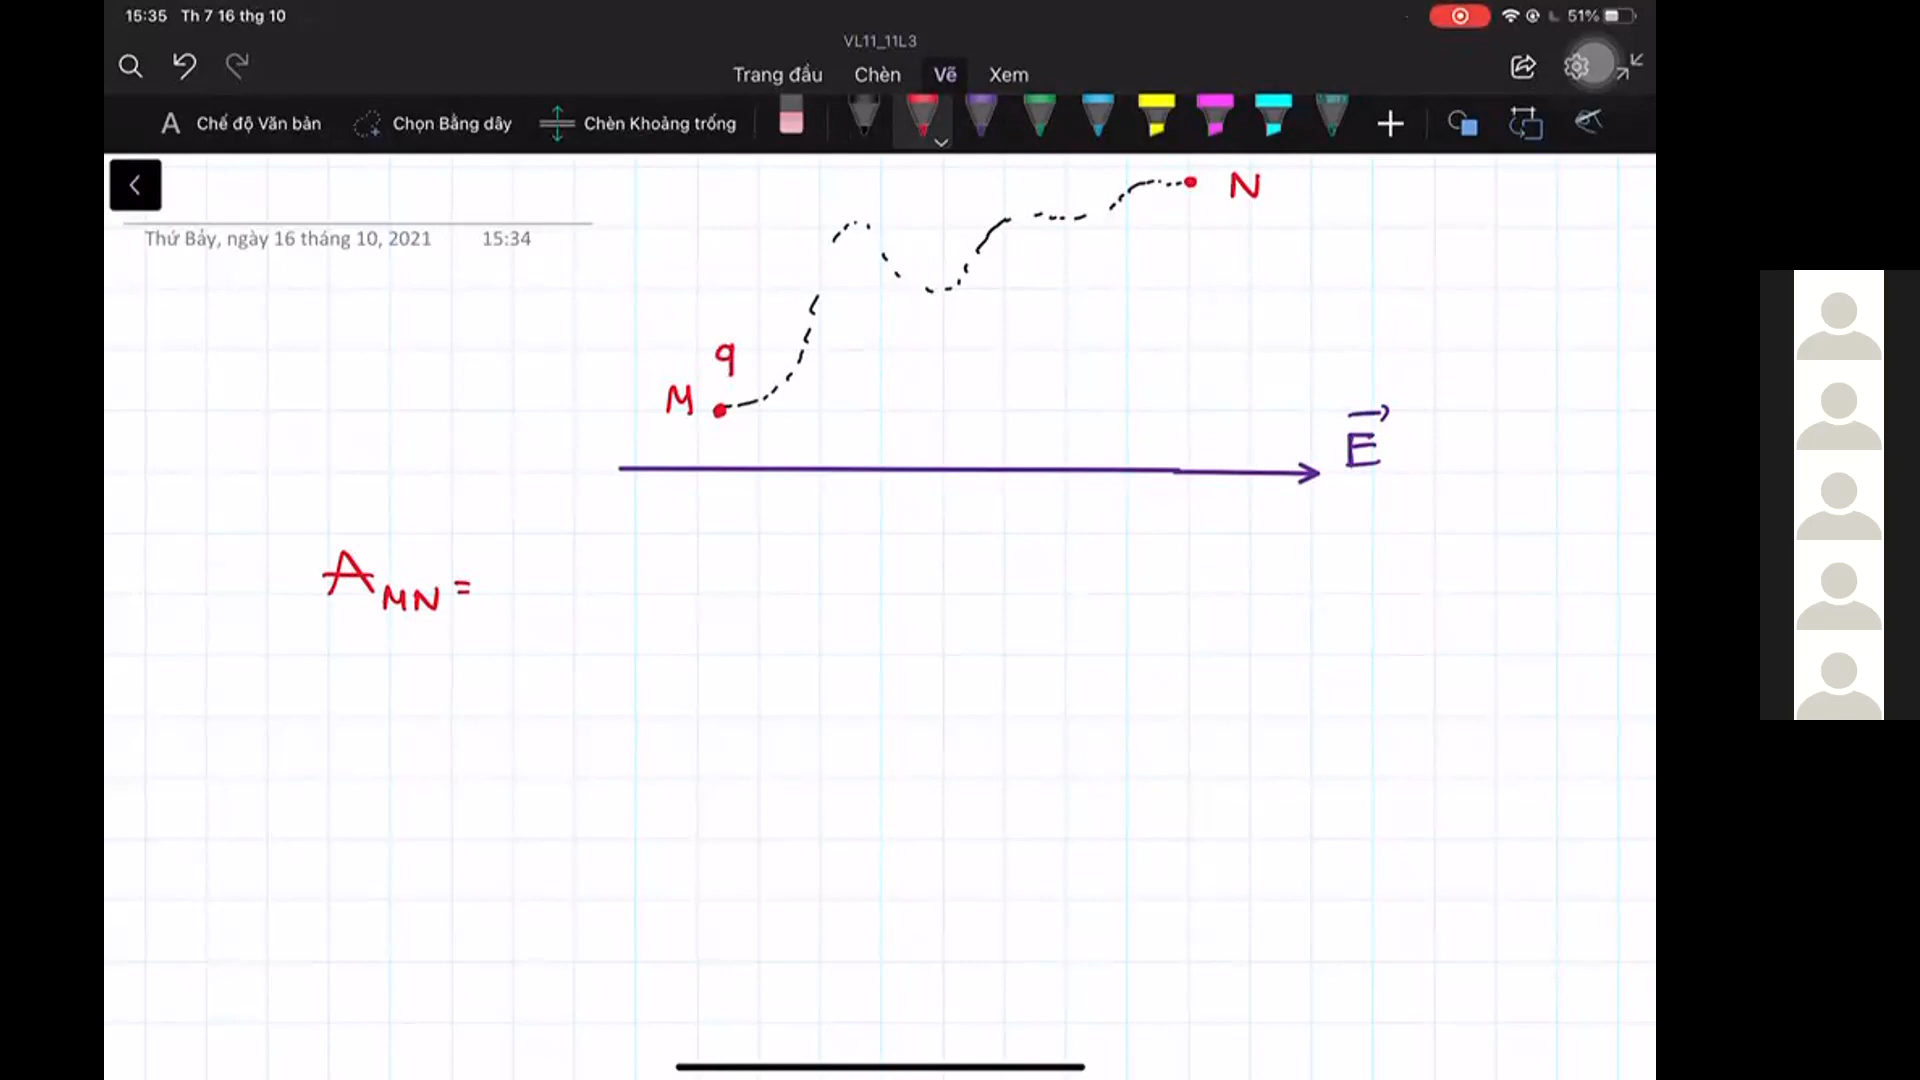 15:35 Th 7 16 thg 10
51%
VL11_11L3
Trang đầu Chèn Vẽ Xem
A Chế độ Văn bản Chọn Bằng dây Chèn Khoảng trống
N
Thứ Bảy, ngày 16 tháng 10, 2021 15:34
q
M
E
A MN =